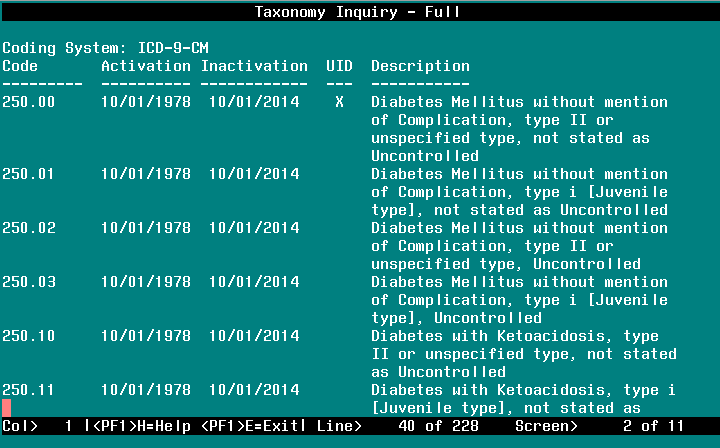 Taxonomy Inquiry - Full
Coding System: ICD-9-CM
Code Activation Inactivation UID Description
--------- ---------- ------------ --- -----------
250.00 10/01/1978 10/01/2014 X Diabetes Mellitus without mention
of Complication, type II or
unspecified type, not stated as
Uncontrolled
250.01 10/01/1978 10/01/2014 Diabetes Mellitus without mention
of Complication, type i [Juvenile
type], not stated as Uncontrolled
250.02 10/01/1978 10/01/2014 Diabetes Mellitus without mention
of Complication, type II or
unspecified type, Uncontrolled
250.03 10/01/1978 10/01/2014 Diabetes Mellitus without mention
of Complication, type i [Juvenile
type], Uncontrolled
250.10 10/01/1978 10/01/2014 Diabetes with Ketoacidosis, type
II or unspecified type, not stated
as Uncontrolled
250.11 10/01/1978 10/01/2014 Diabetes with Ketoacidosis, type i
[Juvenile type], not stated as
Col> 1 |<PF1>H=Help <PF1>E=Exit| Line> 40 of 228 Screen> 2 of 11